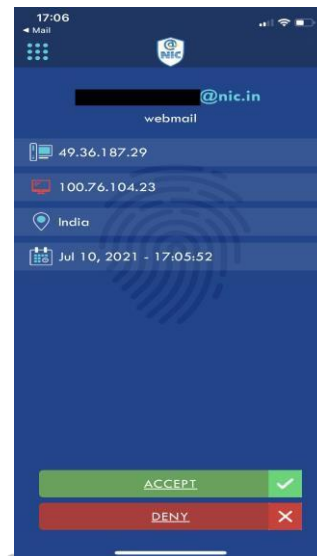 17:06
◄ Mail
@
NIC
@nic.in
webmail
49.36.187.29
100.76.104.23
India
Jul 10, 2021 - 17:05:52
ACCEPT
DENY